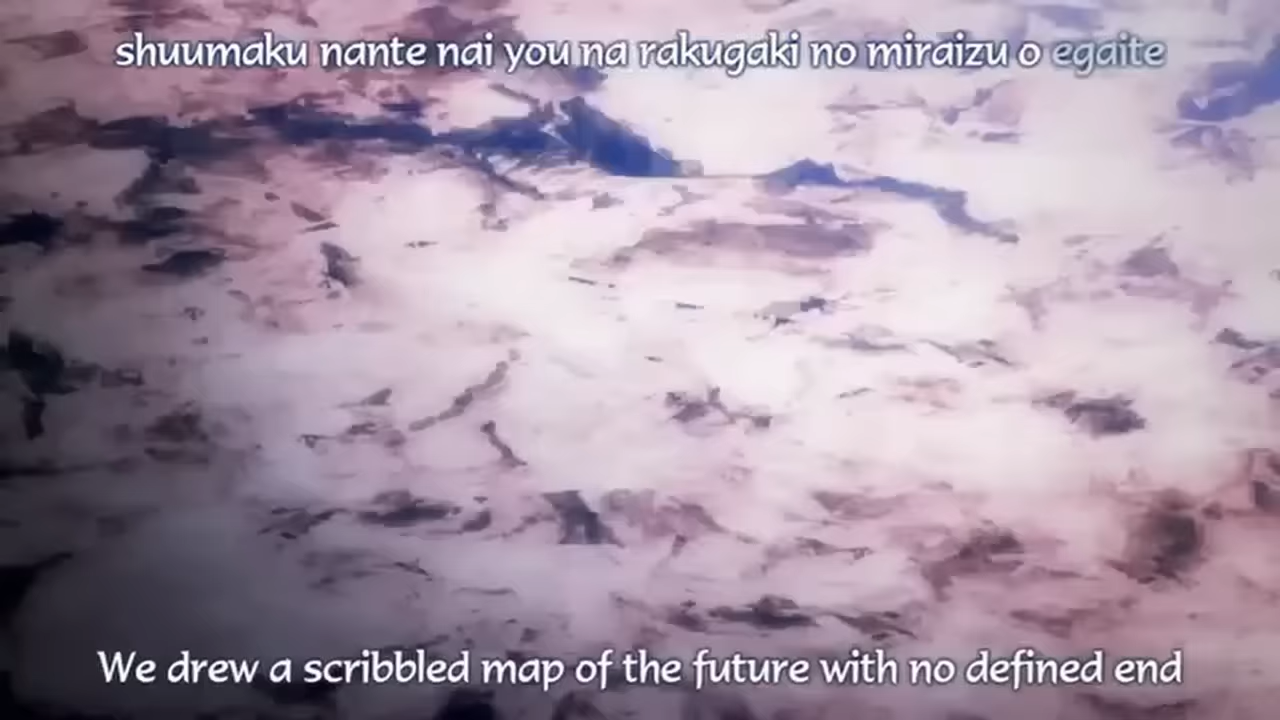 shuumaku nante nai you na rakugaki no miraizu o egaite
We drew a scribbled map of the future with no defined end